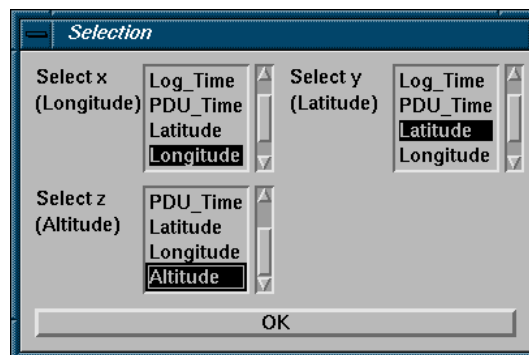 Selection
Select x
(Longitude)
Log_Time
PDU_Time
Latitude
Longitude
Select y
(Latitude)
Log_Time
PDU_Time
Latitude
Longitude
Select z
(Altitude)
PDU_Time
Latitude
Longitude
Altitude
OK